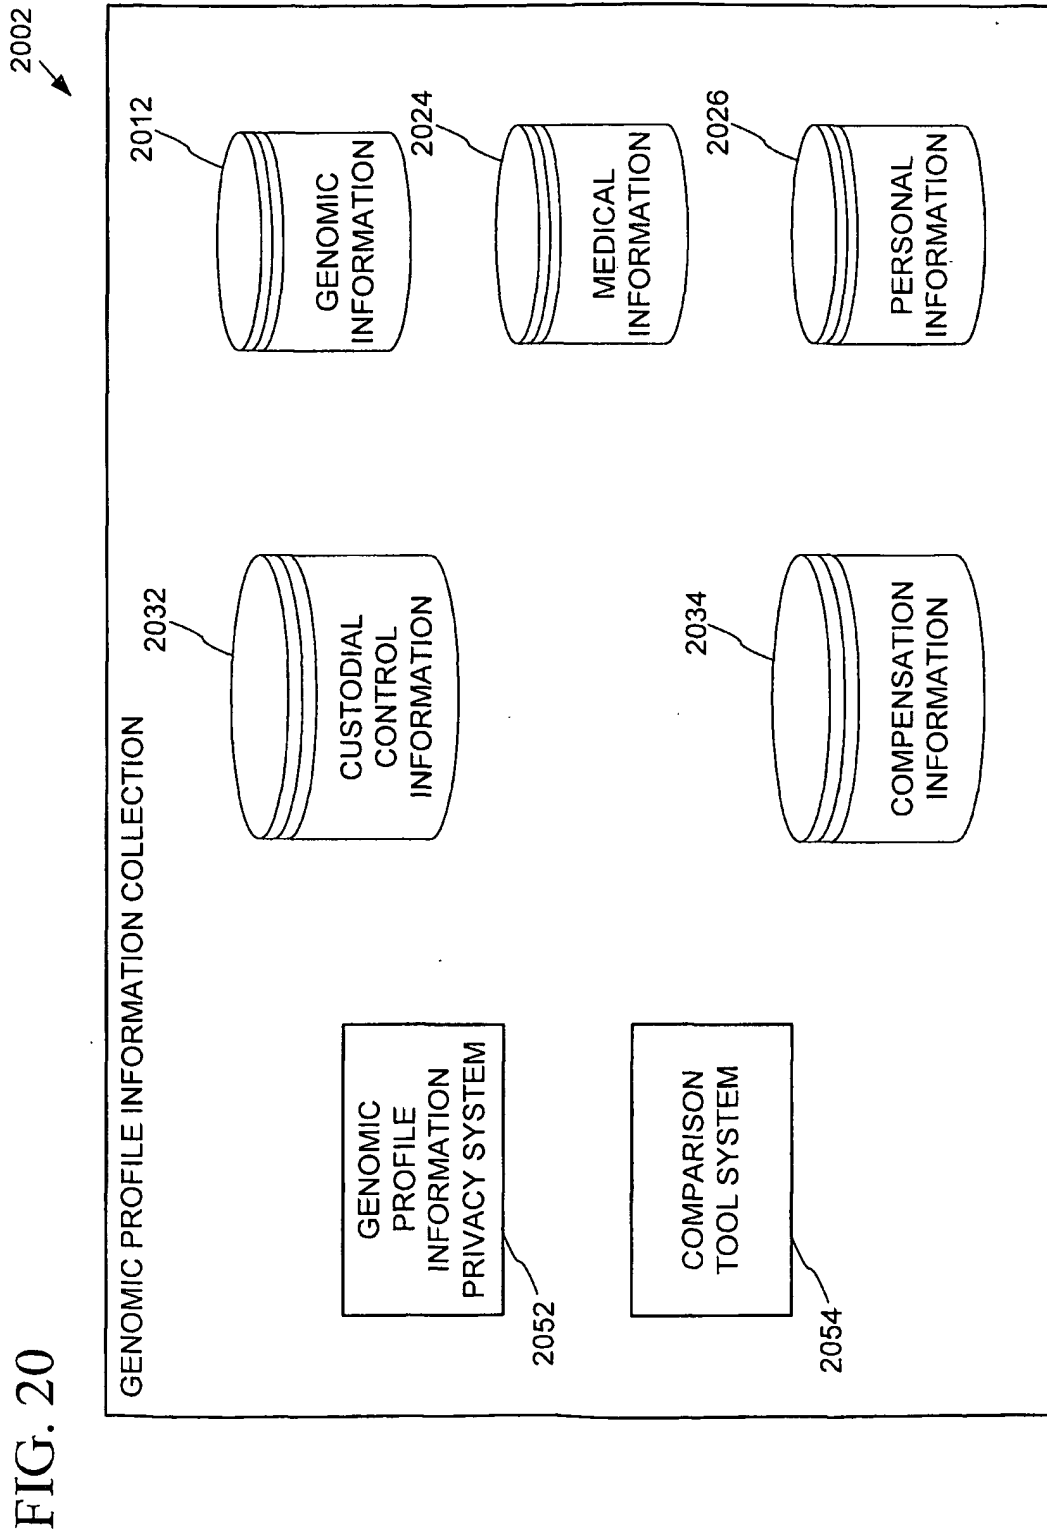 FIG. 20
2002
GENOMIC PROFILE INFORMATION COLLECTION
2052
GENOMIC
PROFILE
INFORMATION
PRIVACY SYSTEM
2032
CUSTODIAL
CONTROL
INFORMATION
2012
GENOMIC
INFORMATION
2024
MEDICAL
INFORMATION
2054
COMPARISON
TOOL SYSTEM
2034
COMPENSATION
INFORMATION
2026
PERSONAL
INFORMATION